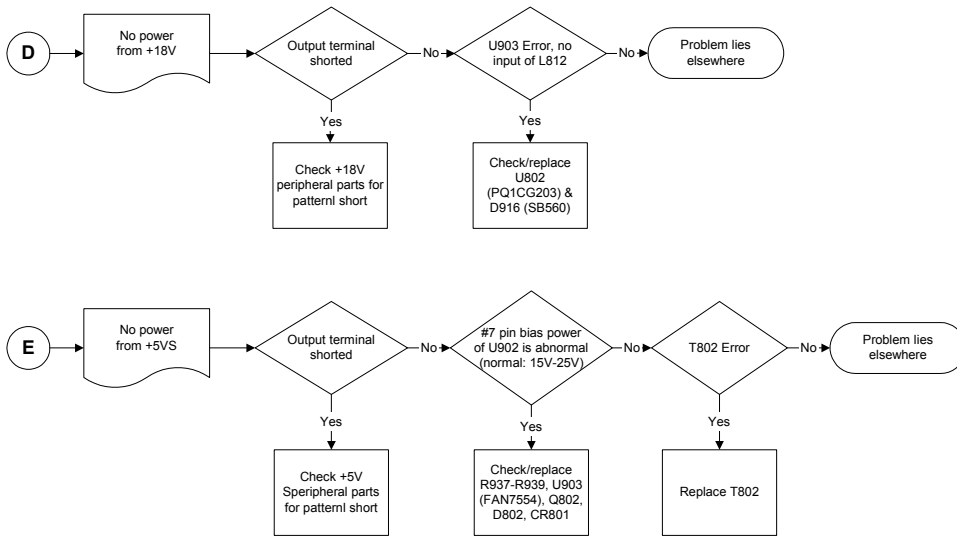 D
No power
from +18V
Output terminal
shorted
No
U903 Error, no
input of L812
No
Problem lies
elsewhere
Yes
Yes
Check +18V
peripheral parts for
patternl short
Check/replace
U802
(PQ1CG203) &
D916 (SB560)
E
No power
from +5VS
Output terminal
shorted
No
#7 pin bias power
of U902 is abnormal
(normal: 15V-25V)
No
T802 Error
No
Problem lies
elsewhere
Yes
Yes
Yes
Check +5V
Speripheral parts
for patternl short
Check/replace
R937-R939, U903
(FAN7554), Q802,
D802, CR801
Replace T802